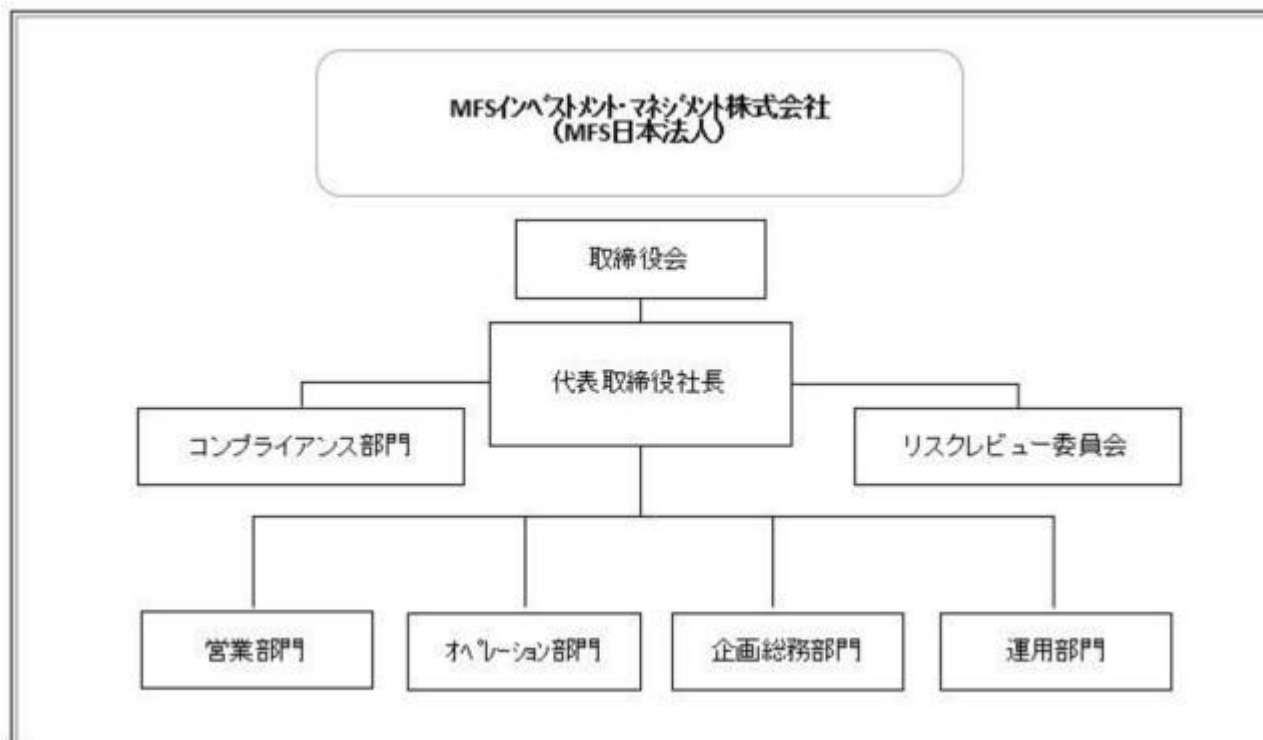 MFSインベストメント・マネジメント株式会社
(MFS日本法人)
取締役会
代表取締役社長
コンプライアンス部門
リスクレビュー委員会
営業部門
オペレーション部門
企画総務部門
運用部門